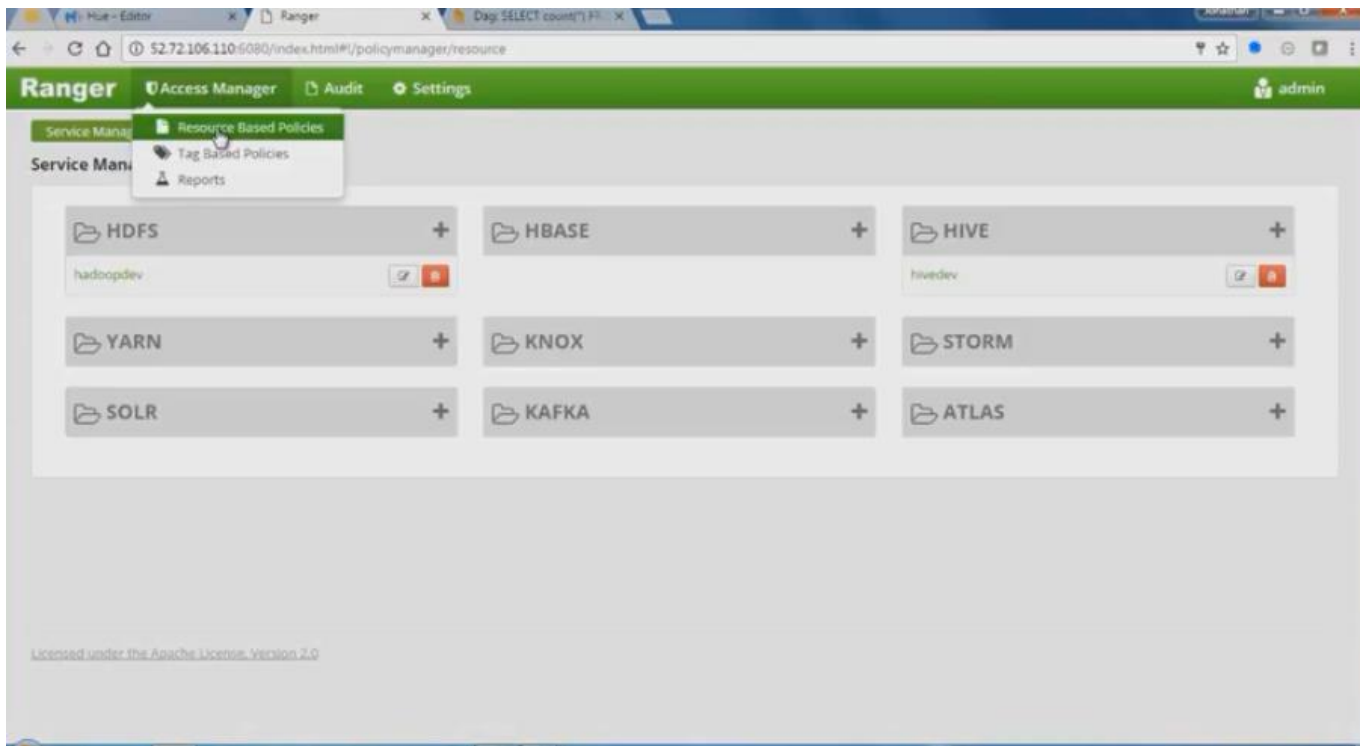 Hue - Editor
Ranger
Dag: SELECT count(*) FR
52.72.106.110:6080/index.html#!/policymanager/resource
Ranger
Access Manager
Audit
Settings
admin
Service Manag
Resource Based Policies
Service Mana
Tag Based Policies
Reports
HDFS
HBASE
HIVE
hadoopdev
hivedev
YARN
KNOX
STORM
SOLR
KAFKA
ATLAS
Licensed under the Apache License, Version 2.0